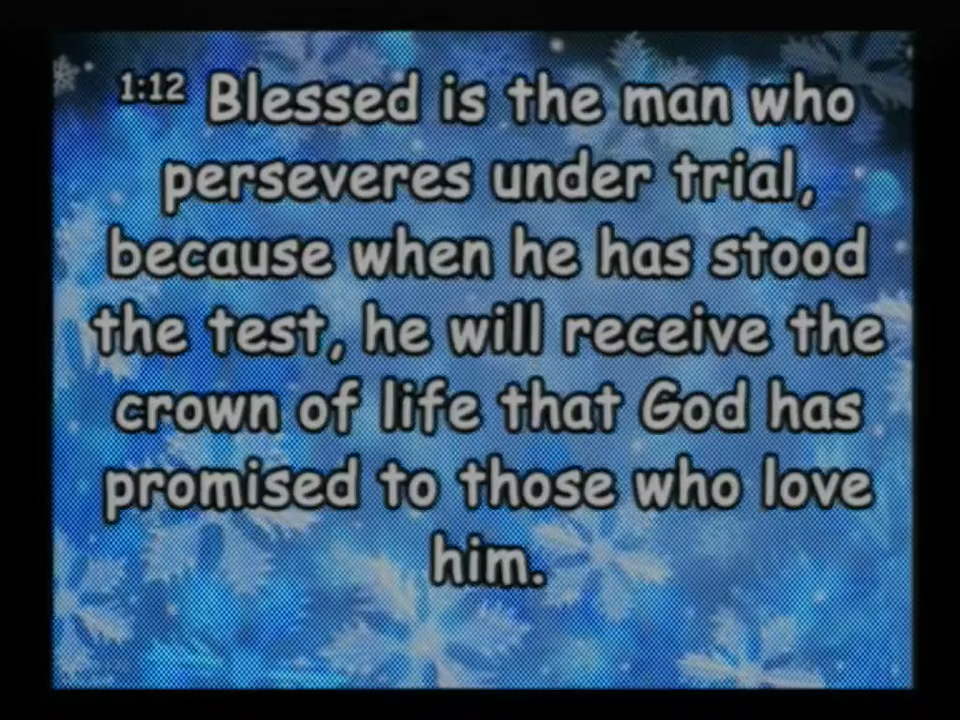 1:12 Blessed is the man who
perseveres under trial,
because when he has stood
the test, he will receive the
crown of life that God has
promised to those who love
him.